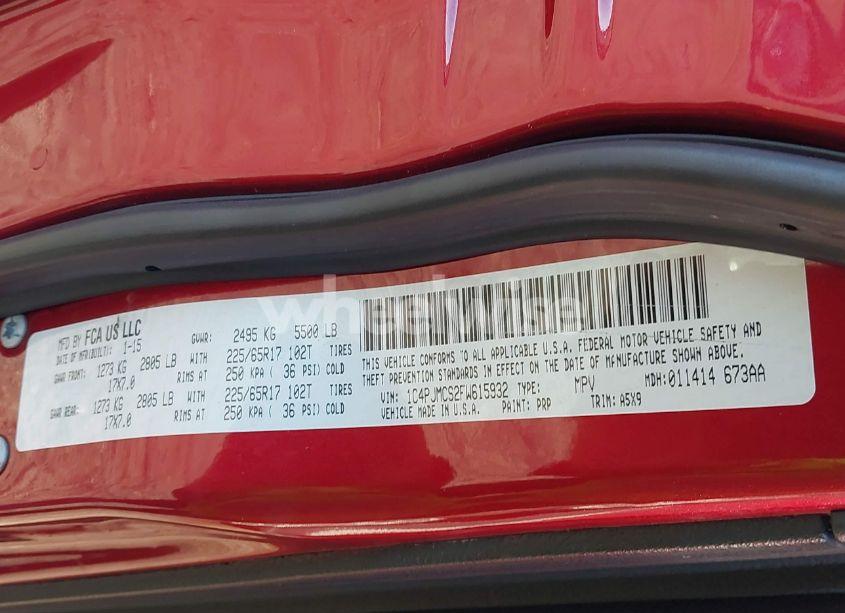 MFD BY FCA US LLC
DATE OF MFR(BUILT): 1-15 GVWR: 2495 KG 5500 LB
GAWR FRONT: 1273 KG 2805 LB WITH 225/65R17 102T TIRES
17X7.0 RIMS AT 250 KPA ( 36 PSI) COLD
GAWR REAR: 1273 KG 2805 LB WITH 225/65R17 102T TIRES
17X7.0 RIMS AT 250 KPA ( 36 PSI) COLD
THIS VEHICLE CONFORMS TO ALL APPLICABLE U.S.A. FEDERAL MOTOR VEHICLE SAFETY AND
THEFT PREVENTION STANDARDS IN EFFECT ON THE DATE OF MANUFACTURE SHOWN ABOVE.
VIN: 1C4PJMCS2FW615932 TYPE: MPV MDH: 011414 673AA
VEHICLE MADE IN U.S.A. PAINT: PRP TRIM: A5X9
wheelwise